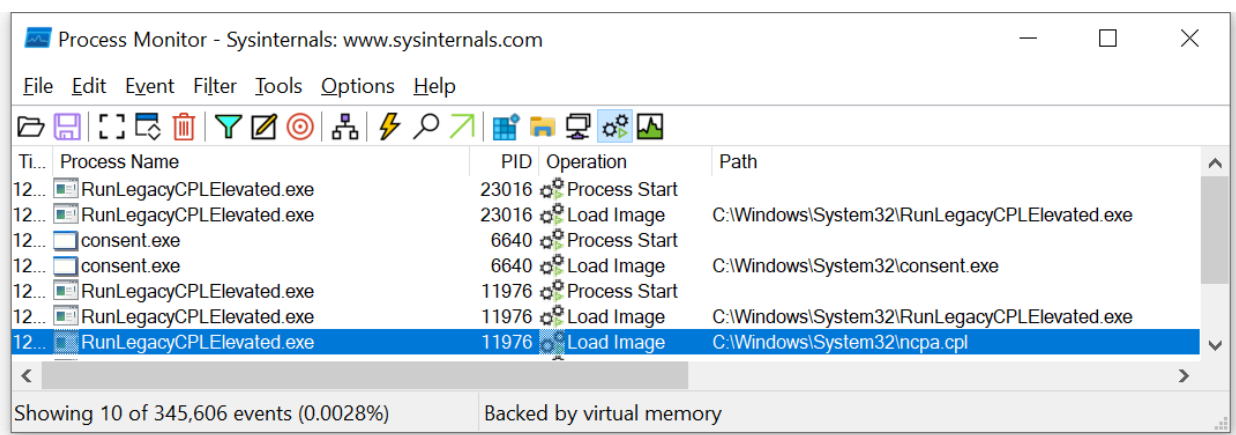 Process Monitor - Sysinternals: www.sysinternals.com
File Edit Event Filter Tools Options Help
Ti... Process Name PID Operation Path
12... RunLegacyCPLElevated.exe 23016 Process Start
12... RunLegacyCPLElevated.exe 23016 Load Image C:\Windows\System32\RunLegacyCPLElevated.exe
12... consent.exe 6640 Process Start
12... consent.exe 6640 Load Image C:\Windows\System32\consent.exe
12... RunLegacyCPLElevated.exe 11976 Process Start
12... RunLegacyCPLElevated.exe 11976 Load Image C:\Windows\System32\RunLegacyCPLElevated.exe
12... RunLegacyCPLElevated.exe 11976 Load Image C:\Windows\System32\ncpa.cpl
Showing 10 of 345,606 events (0.0028%) Backed by virtual memory